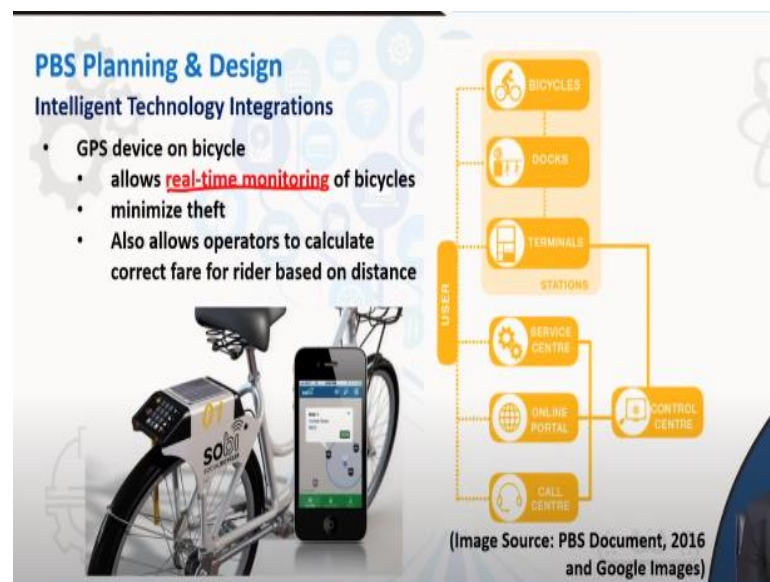 PBS Planning & Design
Intelligent Technology Integrations
• GPS device on bicycle
• allows real-time monitoring of bicycles
• minimize theft
• Also allows operators to calculate
correct fare for rider based on distance
01
sobi
USER
BICYCLES
DOCKS
TERMINALS
STATIONS
SERVICE
CENTRE
ONLINE
PORTAL
CALL
CENTRE
CONTROL
CENTRE
(Image Source: PBS Document, 2016
and Google Images)